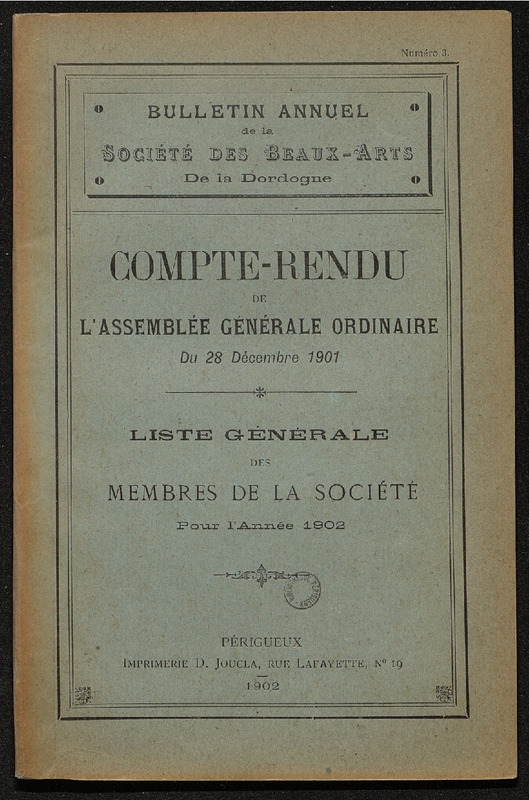 Numéro 3.
BULLETIN ANNUEL
de la
SOCIÉTÉ DES BEAUX-ARTS
De la Dordogne
COMPTE-RENDU
DE
L'ASSEMBLÉE GÉNÉRALE ORDINAIRE
Du 28 Décembre 1901
LISTE GÉNÉRALE
DES
MEMBRES DE LA SOCIÉTÉ
Pour l'Année 1902
PÉRIGUEUX
IMPRIMERIE D. JOUCLA, RUE LAFAYETTE, Nº 19
1902